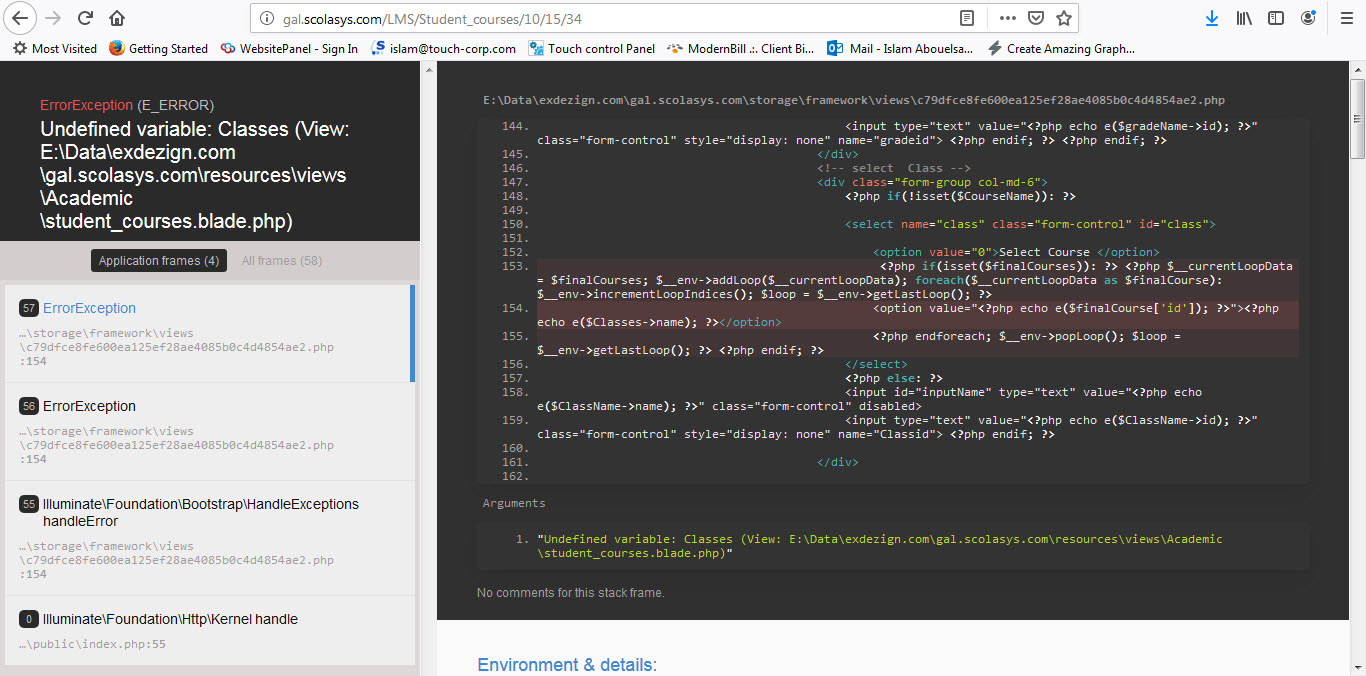 gal.scolasys.com/LMS/Student_courses/10/15/34
Most Visited Getting Started WebsitePanel - Sign In islam@touch-corp.com Touch control Panel ModernBill .:. Client Bi... Mail - Islam Abouelsa... Create Amazing Graph...
ErrorException (E_ERROR)
Undefined variable: Classes (View:
E:\Data\exdezign.com
\gal.scolasys.com\resources\views
\Academic
\student_courses.blade.php)
Application frames (4) All frames (58)
57 ErrorException
…\storage\framework\views
\c79dfce8fe600ea125ef28ae4085b0c4d4854ae2.php
:154
56 ErrorException
…\storage\framework\views
\c79dfce8fe600ea125ef28ae4085b0c4d4854ae2.php
:154
55 Illuminate\Foundation\Bootstrap\HandleExceptions
handleError
…\storage\framework\views
\c79dfce8fe600ea125ef28ae4085b0c4d4854ae2.php
:154
0 Illuminate\Foundation\Http\Kernel handle
…\public\index.php:55
E:\Data\exdezign.com\gal.scolasys.com\storage\framework\views\c79dfce8fe600ea125ef28ae4085b0c4d4854ae2.php
144. <input type="text" value="<?php echo e($gradeName->id); ?>"
class="form-control" style="display: none" name="gradeid"> <?php endif; ?> <?php endif; ?>
145. </div>
146. <!-- select  Class -->
147. <div class="form-group col-md-6">
148. <?php if(!isset($CourseName)): ?>
149.
150. <select name="class" class="form-control" id="class">
151.
152. <option value="0">Select Course </option>
153. <?php if(isset($finalCourses)): ?> <?php $__currentLoopData
= $finalCourses; $__env->addLoop($__currentLoopData); foreach($__currentLoopData as $finalCourse):
$__env->incrementLoopIndices(); $loop = $__env->getLastLoop(); ?>
154. <option value="<?php echo e($finalCourse['id']); ?>"><?php
echo e($Classes->name); ?></option>
155. <?php endforeach; $__env->popLoop(); $loop =
$__env->getLastLoop(); ?> <?php endif; ?>
156. </select>
157. <?php else: ?>
158. <input id="inputName" type="text" value="<?php echo
e($ClassName->name); ?>" class="form-control" disabled>
159. <input type="text" value="<?php echo e($ClassName->id); ?>"
class="form-control" style="display: none" name="Classid"> <?php endif; ?>
160.
161. </div>
162.
Arguments
1. "Undefined variable: Classes (View: E:\Data\exdezign.com\gal.scolasys.com\resources\views\Academic
\student_courses.blade.php)"
No comments for this stack frame.
Environment & details: